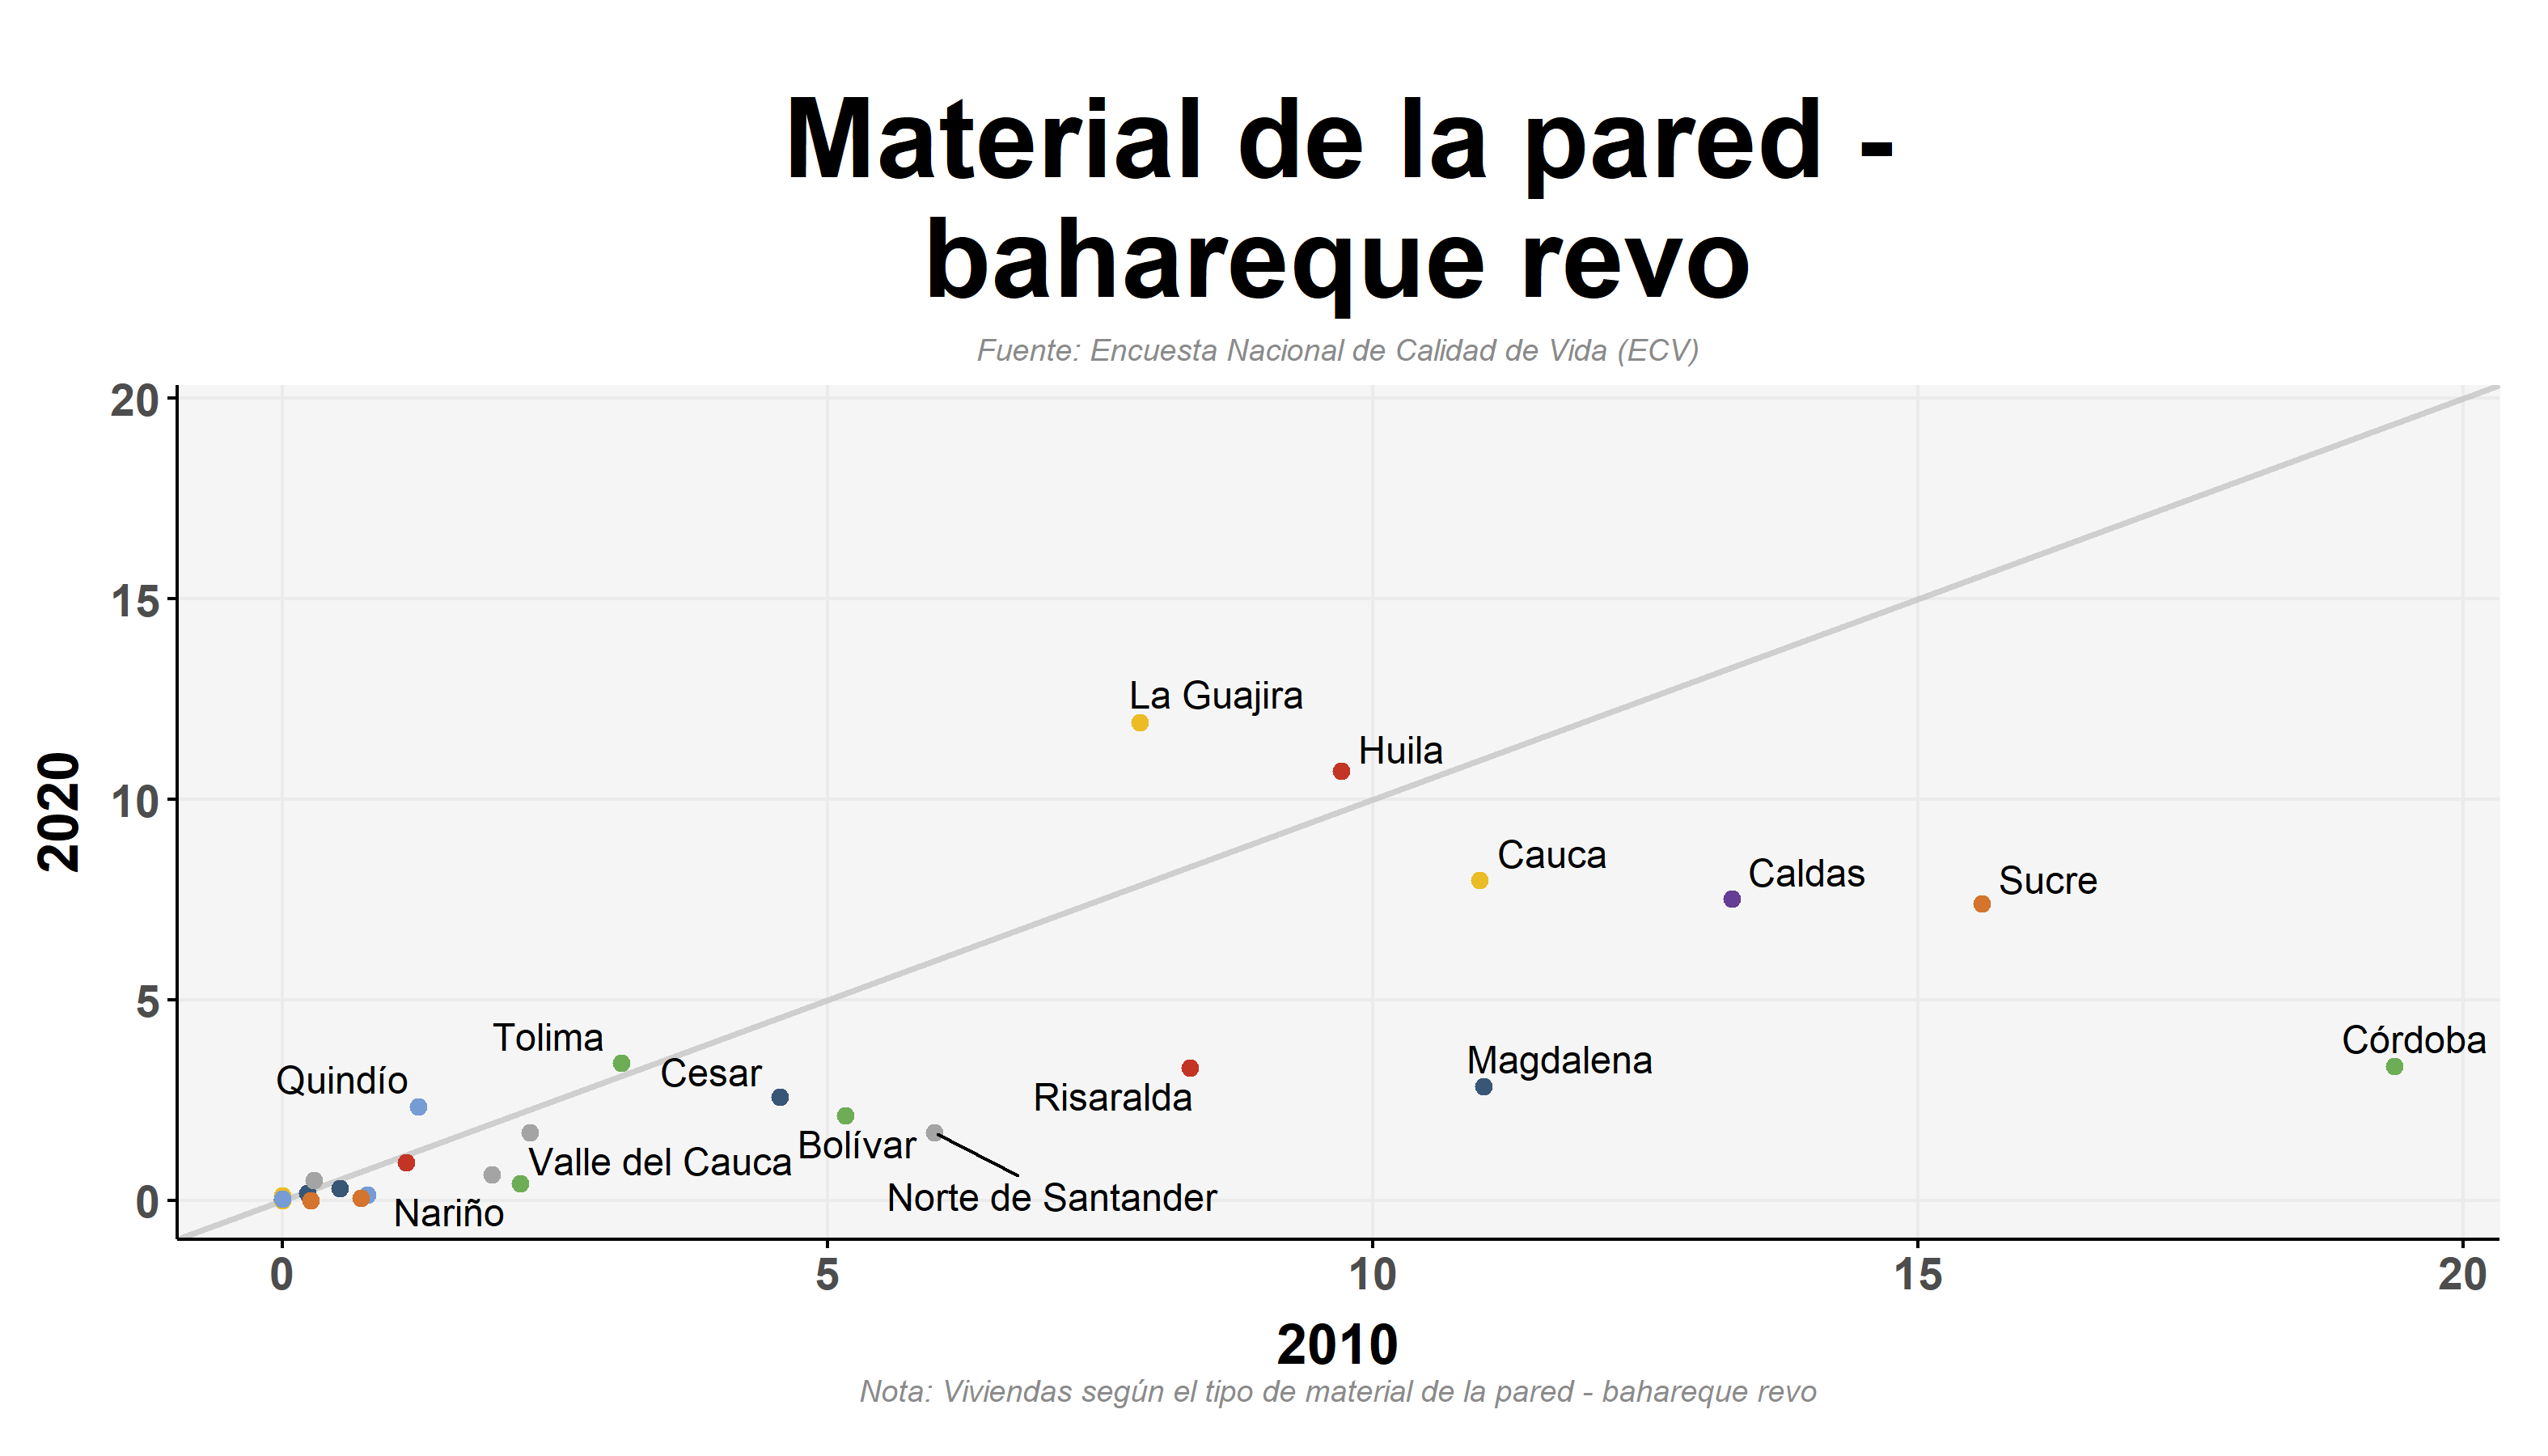 Material de la pared -
bahareque revo
Fuente: Encuesta Nacional de Calidad de Vida (ECV)
20
15
10
5
0
2020
La Guajira
Huila
Cauca
Caldas
Sucre
Tolima
Córdoba
Quindío
Cesar
Magdalena
Risaralda
Bolívar
Valle del Cauca
Norte de Santander
Nariño
0 5 10 15 20
2010
Nota: Viviendas según el tipo de material de la pared - bahareque revo